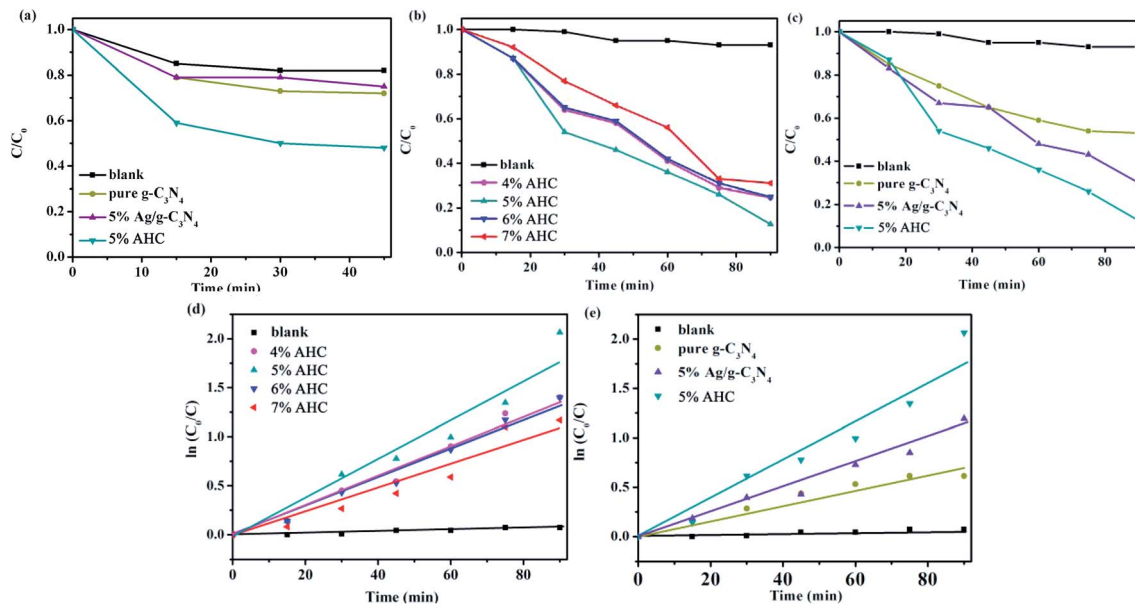 (a)
1.0
0.8
0.6
0.4
0.2
0.0
C/C₀
blank
pure g-C₃N₄
5% Ag/g-C₃N₄
5% AHC
0 10 20 30 40
Time (min)
(b)
1.0
0.8
0.6
0.4
0.2
0.0
C/C₀
blank
4% AHC
5% AHC
6% AHC
7% AHC
0 20 40 60 80
Time (min)
(c)
1.0
0.8
0.6
0.4
0.2
0.0
C/C₀
blank
pure g-C₃N₄
5% Ag/g-C₃N₄
5% AHC
0 20 40 60 80
Time (min)
(d)
2.0
1.5
1.0
0.5
0.0
ln (C₀/C)
blank
4% AHC
5% AHC
6% AHC
7% AHC
0 20 40 60 80
Time (min)
(e)
2.0
1.5
1.0
0.5
0.0
ln (C₀/C)
blank
pure g-C₃N₄
5% Ag/g-C₃N₄
5% AHC
0 20 40 60 80
Time (min)